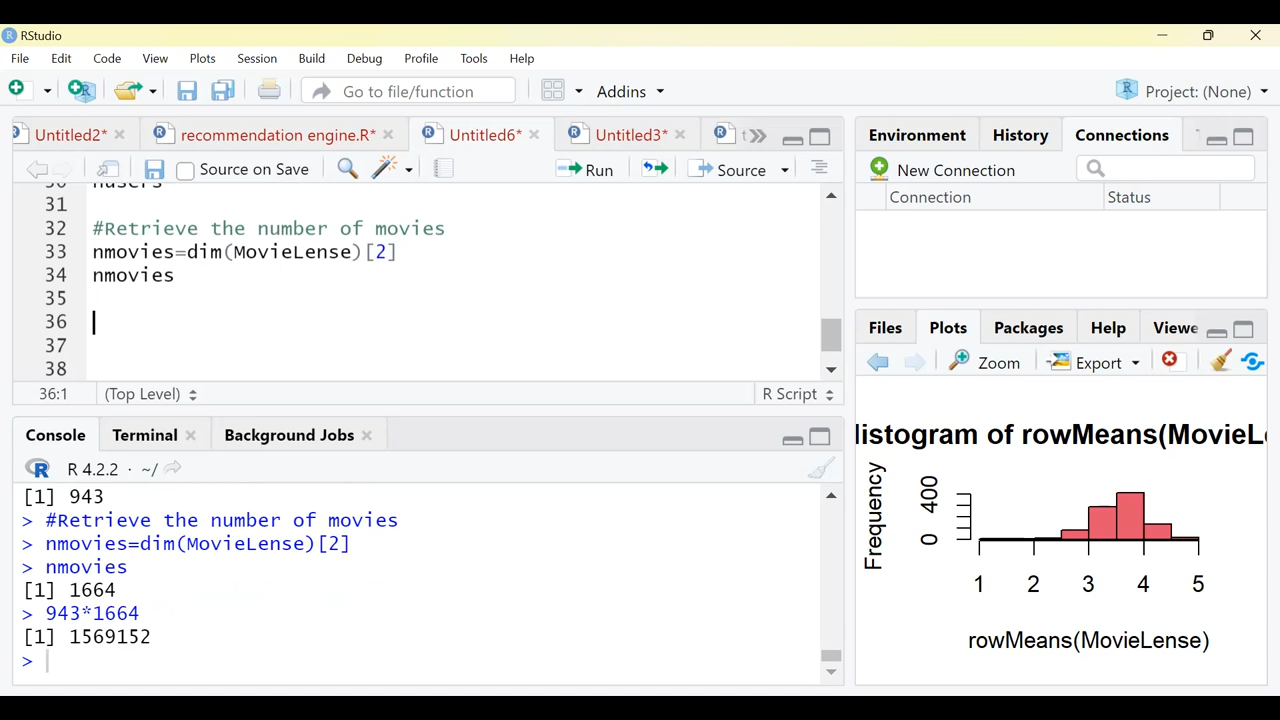 RStudio
File Edit Code View Plots Session Build Debug Profile Tools Help
Go to file/function Addins Project: (None)
Untitled2* recommendation engine.R* Untitled6* Untitled3* t
Source on Save Run Source
31
32 #Retrieve the number of movies
33 nmovies=dim(MovieLense)[2]
34 nmovies
35
36
37
38
36:1 (Top Level) R Script
Console Terminal Background Jobs
R 4.2.2 · ~/
[1] 943
> #Retrieve the number of movies
> nmovies=dim(MovieLense)[2]
> nmovies
[1] 1664
> 943*1664
[1] 1569152
>
Environment History Connections
New Connection
Connection Status
Files Plots Packages Help Viewe
Zoom Export
listogram of rowMeans(MovieL
Frequency
0 400
1 2 3 4 5
rowMeans(MovieLense)